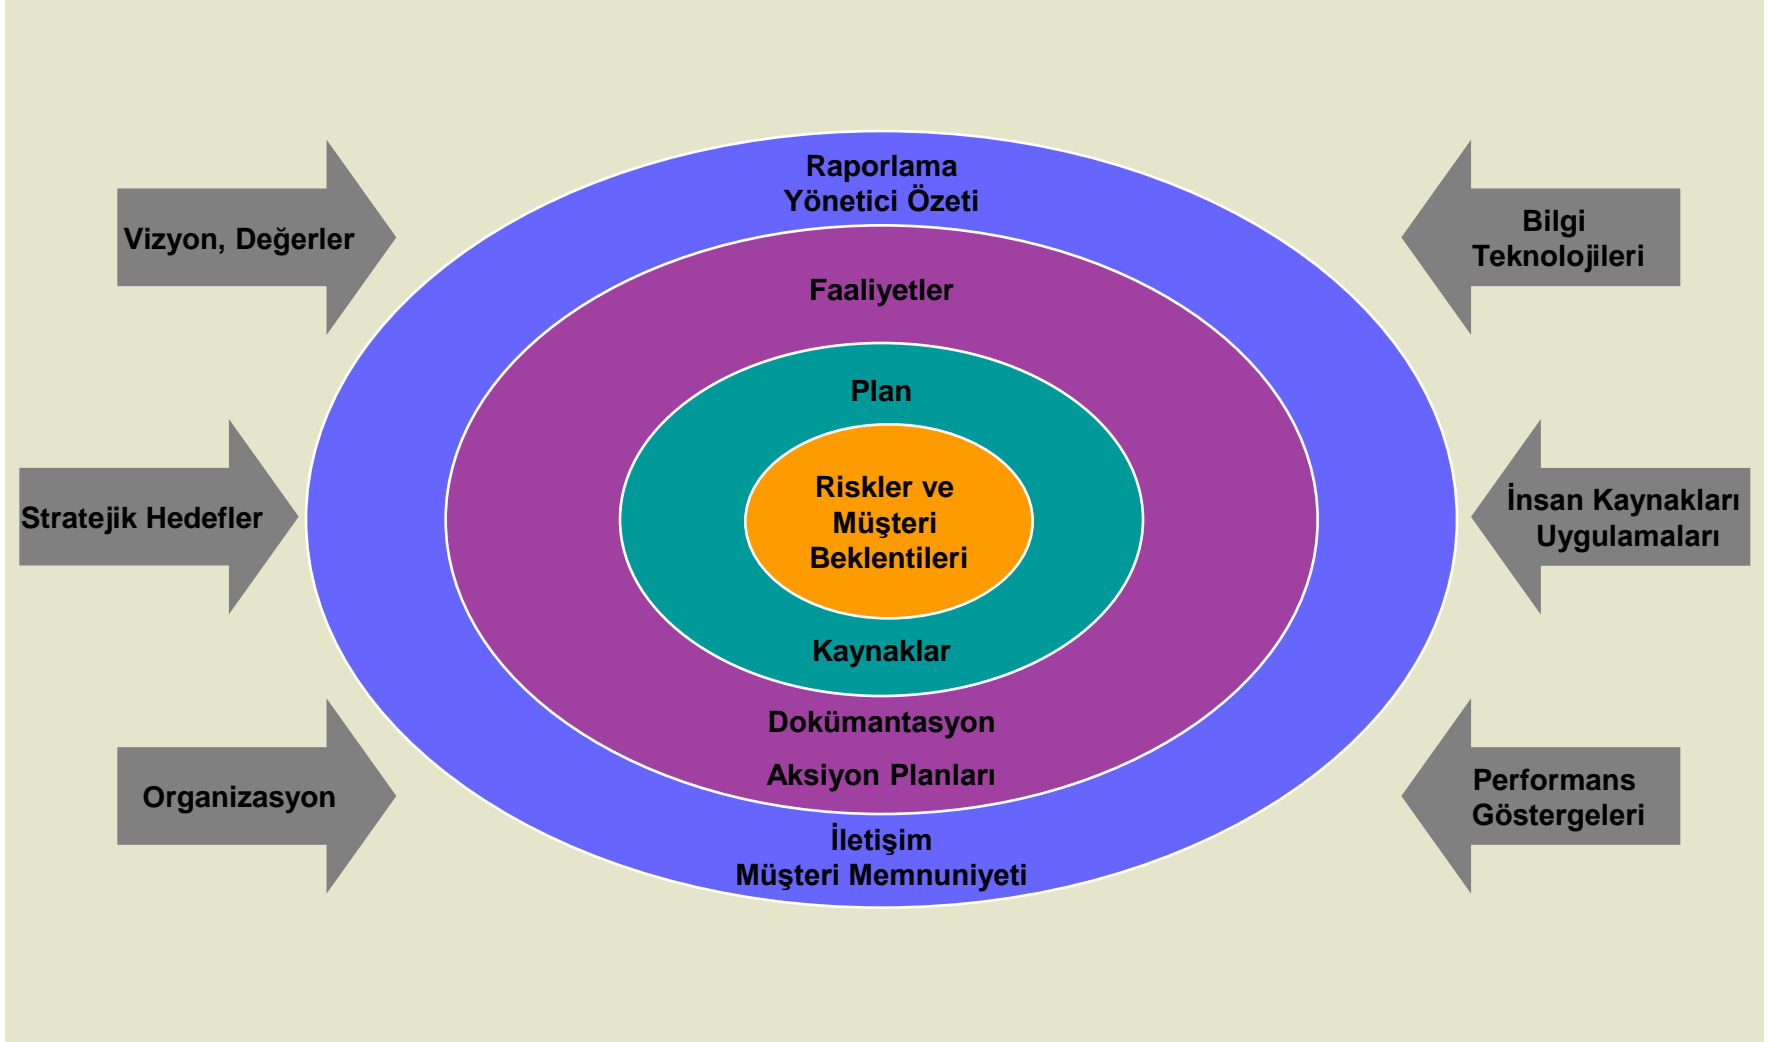 Raporlama
Yönetici Özeti
Vizyon, Değerler
Bilgi
Teknolojileri
Faaliyetler
Plan
Riskler ve
Müşteri
Beklentileri
Stratejik Hedefler
İnsan Kaynakları
Uygulamaları
Kaynaklar
Dokümantasyon
Aksiyon Planları
Organizasyon
Performans
Göstergeleri
İletişim
Müşteri Memnuniyeti